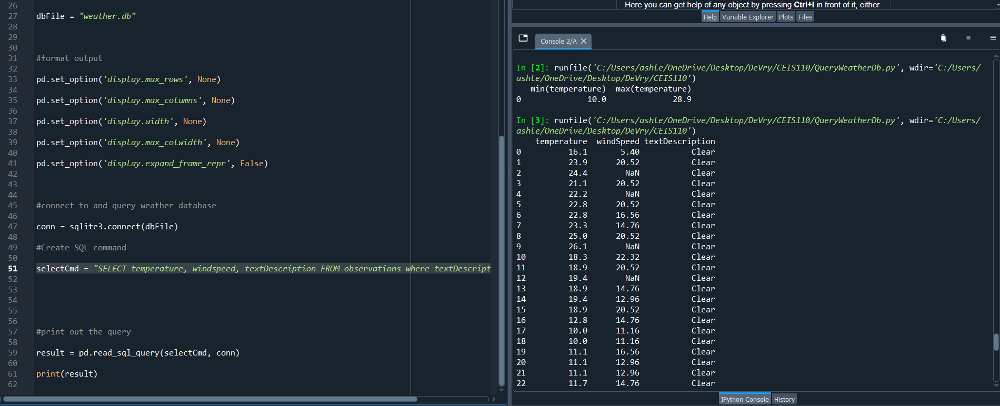 26
27 dbFile = "weather.db"
28
29
30
31 #format output
32
33 pd.set_option('display.max_rows', None)
34
35 pd.set_option('display.max_columns', None)
36
37 pd.set_option('display.width', None)
38
39 pd.set_option('display.max_colwidth', None)
40
41 pd.set_option('display.expand_frame_repr', False)
42
43
44
45 #connect to and query weather database
46
47 conn = sqlite3.connect(dbFile)
48
49 #Create SQL command
50
51 selectCmd = "SELECT temperature, windspeed, textDescription FROM observations where textDescript
52
53
54
55
56
57 #print out the query
58
59 result = pd.read_sql_query(selectCmd, conn)
60
61 print(result)
62
Here you can get help of any object by pressing Ctrl+I in front of it, either
Help Variable Explorer Plots Files
Console 2/A
In [2]: runfile('C:/Users/ashle/OneDrive/Desktop/DeVry/CEIS110/QueryWeatherDb.py', wdir='C:/Users/
ashle/OneDrive/Desktop/DeVry/CEIS110')
min(temperature) max(temperature)
0 10.0 28.9
In [3]: runfile('C:/Users/ashle/OneDrive/Desktop/DeVry/CEIS110/QueryWeatherDb.py', wdir='C:/Users/
ashle/OneDrive/Desktop/DeVry/CEIS110')
temperature windSpeed textDescription
0 16.1 5.40 Clear
1 23.9 20.52 Clear
2 24.4 NaN Clear
3 21.1 20.52 Clear
4 22.2 NaN Clear
5 22.8 20.52 Clear
6 22.8 16.56 Clear
7 23.3 14.76 Clear
8 25.0 20.52 Clear
9 26.1 NaN Clear
10 18.3 22.32 Clear
11 18.9 20.52 Clear
12 19.4 NaN Clear
13 18.9 14.76 Clear
14 19.4 12.96 Clear
15 18.9 20.52 Clear
16 12.8 14.76 Clear
17 10.0 11.16 Clear
18 10.0 11.16 Clear
19 11.1 16.56 Clear
20 11.1 12.96 Clear
21 11.1 12.96 Clear
22 11.7 14.76 Clear
IPython Console History